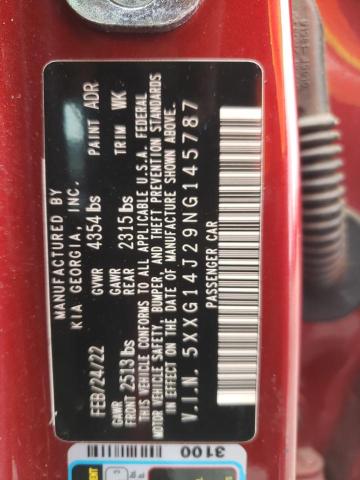 MANUFACTURED BY
KIA GEORGIA, INC.
FEB/24/22 GVWR 4354 lbs PAINT ADR
GAWR FRONT 2513 lbs GAWR REAR 2315 lbs TRIM WK
THIS VEHICLE CONFORMS TO ALL APPLICABLE U.S.A. FEDERAL
MOTOR VEHICLE SAFETY, BUMPER, AND THEFT PREVENTION STANDARDS
IN EFFECT ON THE DATE OF MANUFACTURE SHOWN ABOVE.
V.I.N. 5XXG14J29NG145787
PASSENGER CAR
3100